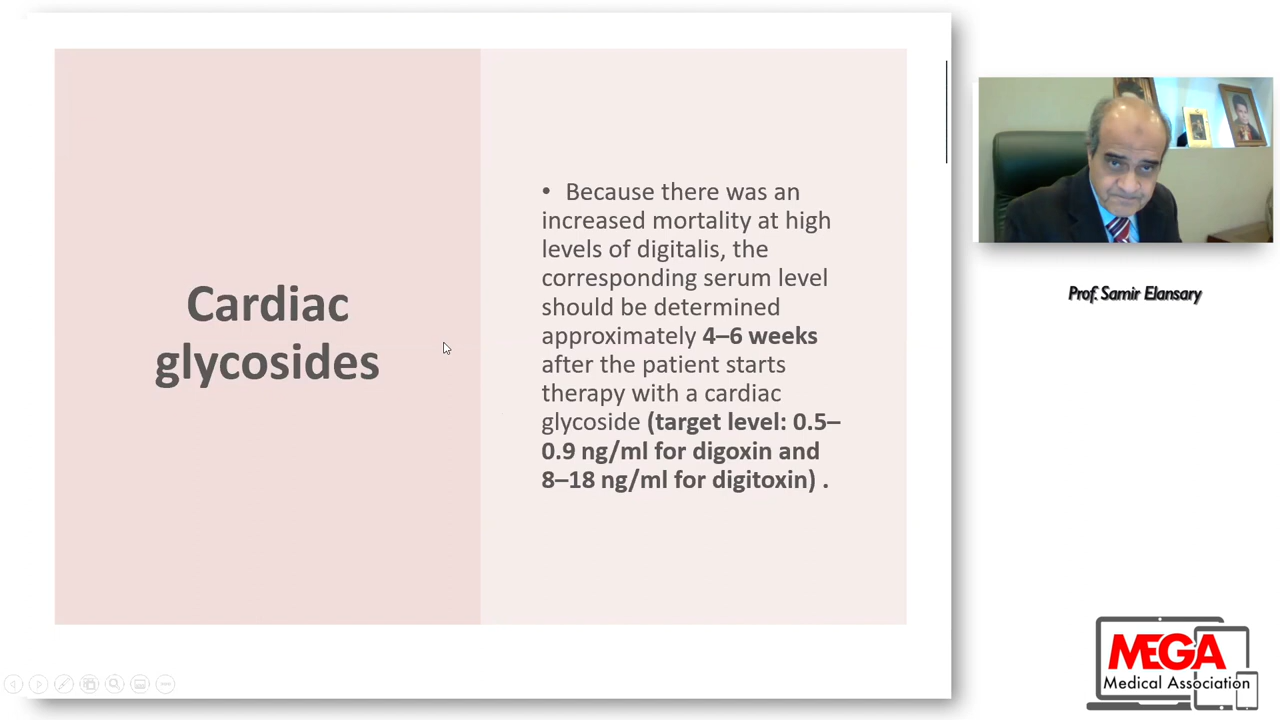 Cardiac
glycosides
• Because there was an
increased mortality at high
levels of digitalis, the
corresponding serum level
should be determined
approximately 4–6 weeks
after the patient starts
therapy with a cardiac
glycoside (target level: 0.5–
0.9 ng/ml for digoxin and
8–18 ng/ml for digitoxin) .
Prof. Samir Elansary
MEGA
Medical Association